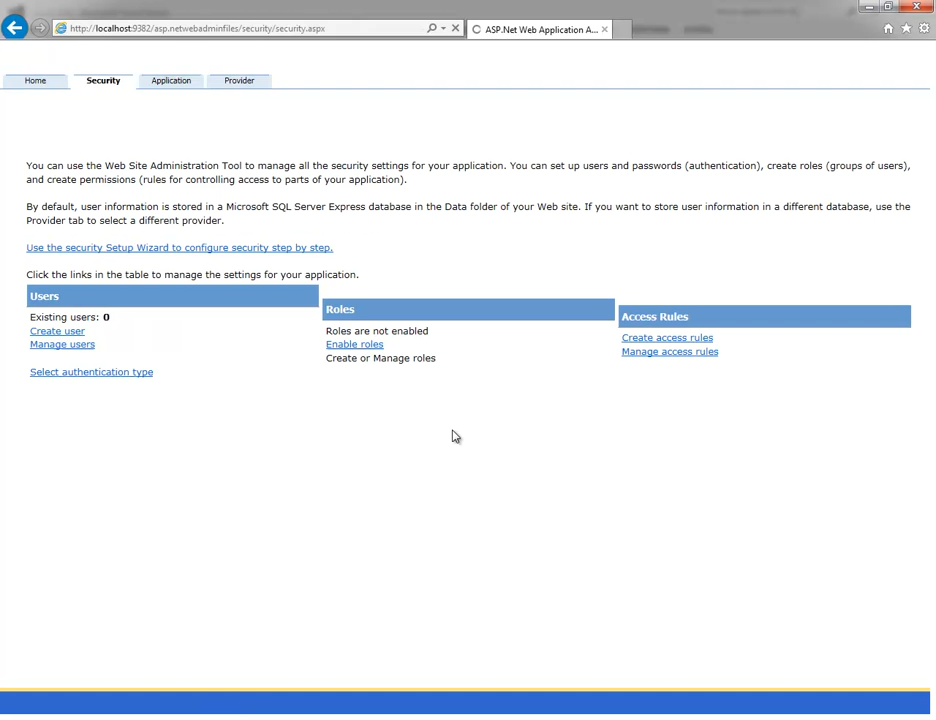 http://localhost:9382/asp.netwebadminfiles/security/security.aspx
ASP.Net Web Application A...
Home
Security
Application
Provider
You can use the Web Site Administration Tool to manage all the security settings for your application. You can set up users and passwords (authentication), create roles (groups of users),
and create permissions (rules for controlling access to parts of your application).
By default, user information is stored in a Microsoft SQL Server Express database in the Data folder of your Web site. If you want to store user information in a different database, use the
Provider tab to select a different provider.
Use the security Setup Wizard to configure security step by step.
Click the links in the table to manage the settings for your application.
Users
Existing users: 0
Create user
Manage users
Select authentication type
Roles
Roles are not enabled
Enable roles
Create or Manage roles
Access Rules
Create access rules
Manage access rules